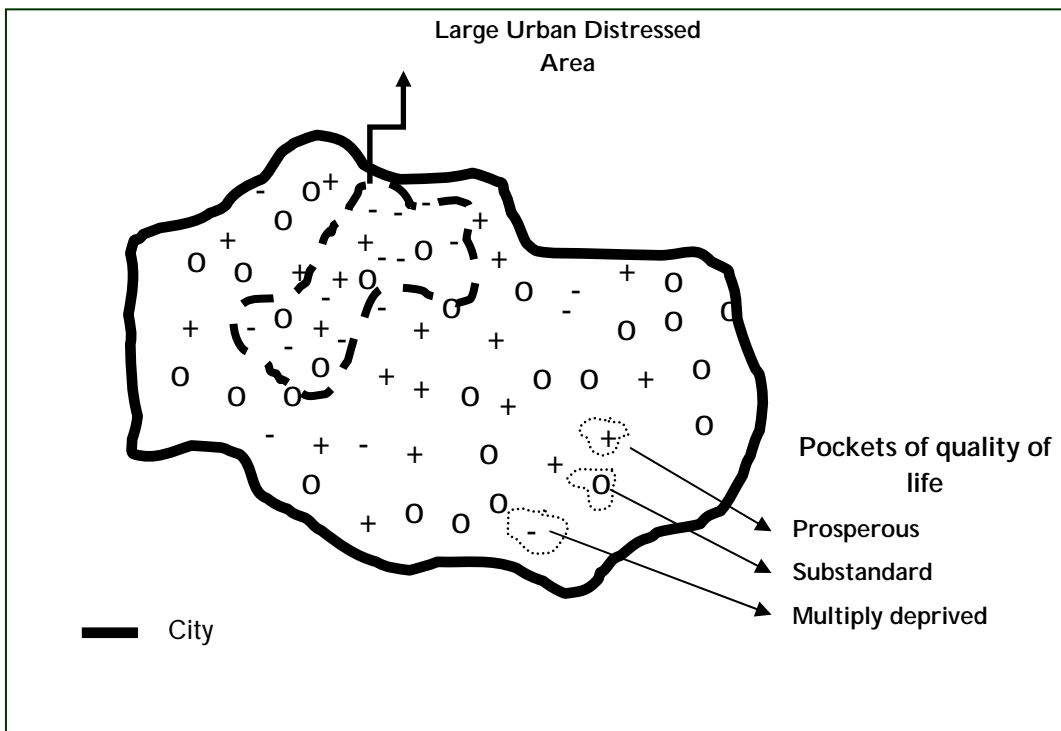 Large Urban Distressed
Area
Pockets of quality of
life
Prosperous
Substandard
Multiply deprived
City